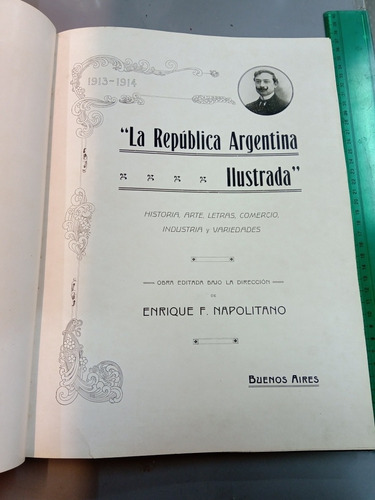 1913-1914
"La República Argentina
Ilustrada"
HISTORIA, ARTE, LETRAS, COMERCIO,
INDUSTRIA y VARIEDADES
OBRA EDITADA BAJO LA DIRECCIÓN
DE
ENRIQUE F. NAPOLITANO
BUENOS AIRES